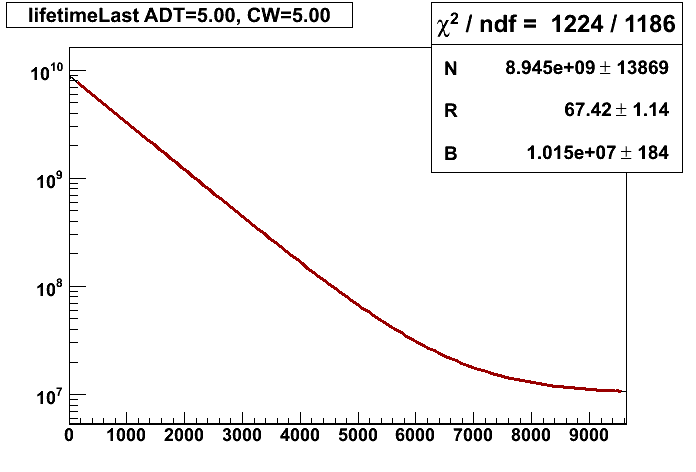 lifetimeLast ADT=5.00, CW=5.00
χ² / ndf = 1224 / 1186
N 8.945e+09 ± 13869
R 67.42 ± 1.14
B 1.015e+07 ± 184
10¹⁰
10⁹
10⁸
10⁷
0 1000 2000 3000 4000 5000 6000 7000 8000 9000